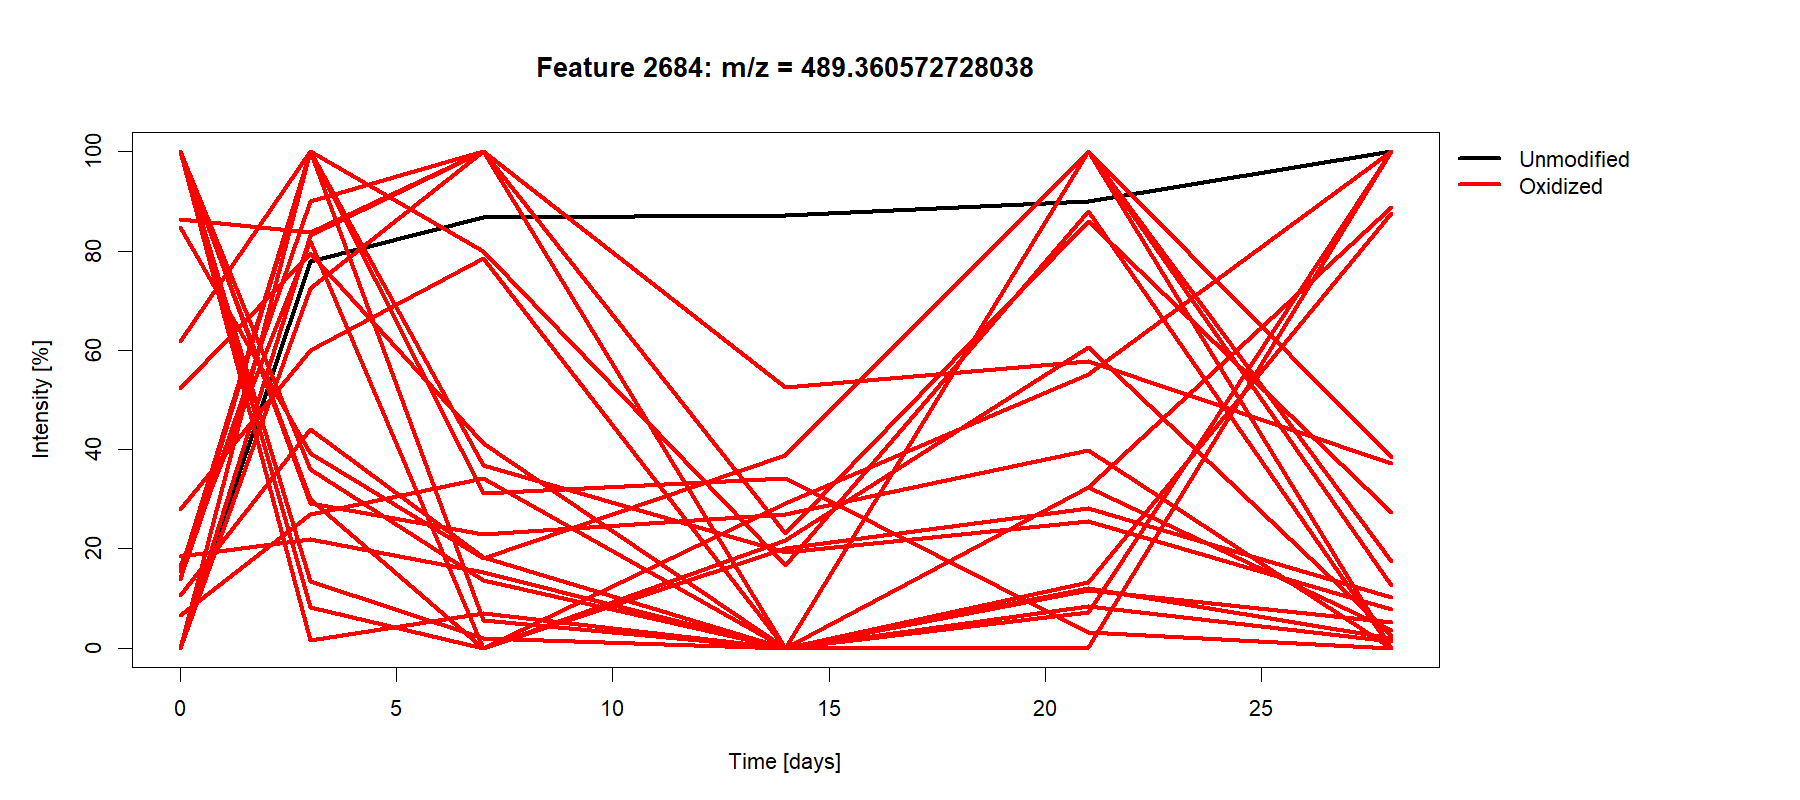 Feature 2684: m/z = 489.360572728038
Unmodified
Oxidized
Intensity [%]
100
80
60
40
20
0
0 5 10 15 20 25
Time [days]